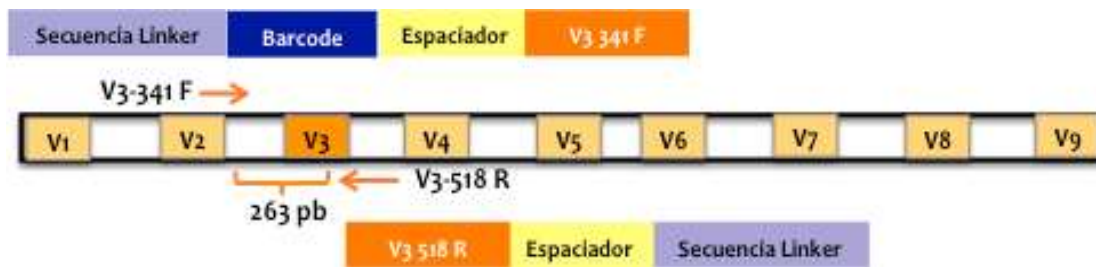 Secuencia Linker Barcode Espaciador V3 341 F
V3-341 F
V1 V2 V3 V4 V5 V6 V7 V8 V9
V3-518 R
263 pb
V3 518 R Espaciador Secuencia Linker